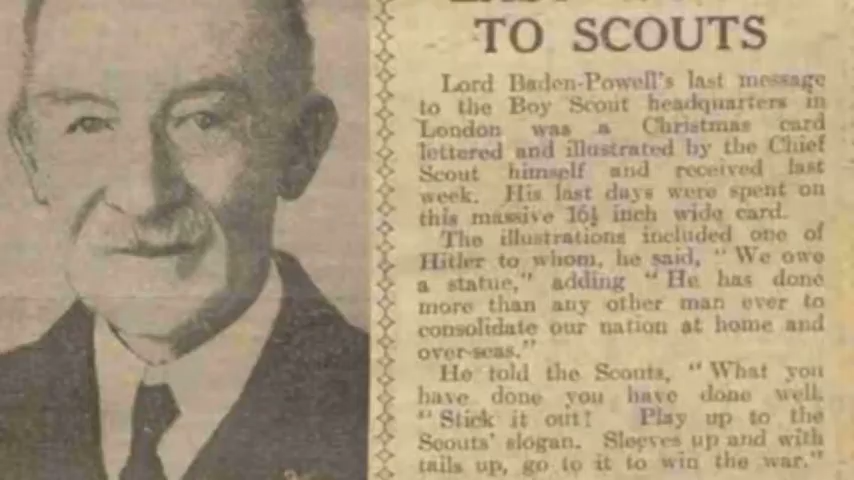 TO SCOUTS
Lord Baden-Powell's last message
to the Boy Scout headquarters in
London was a Christmas card
lettered and illustrated by the Chief
Scout himself and received last
week. His last days were spent on
this massive 16½ inch wide card.
The illustrations included one of
Hitler to whom, he said, "We owe
a statue," adding "He has done
more than any other man ever to
consolidate our nation at home and
over-seas."
He told the Scouts, "What you
have done you have done well.
"Stick it out! Play up to the
Scouts' slogan. Sleeves up and with
tails up, go to it to win the war."